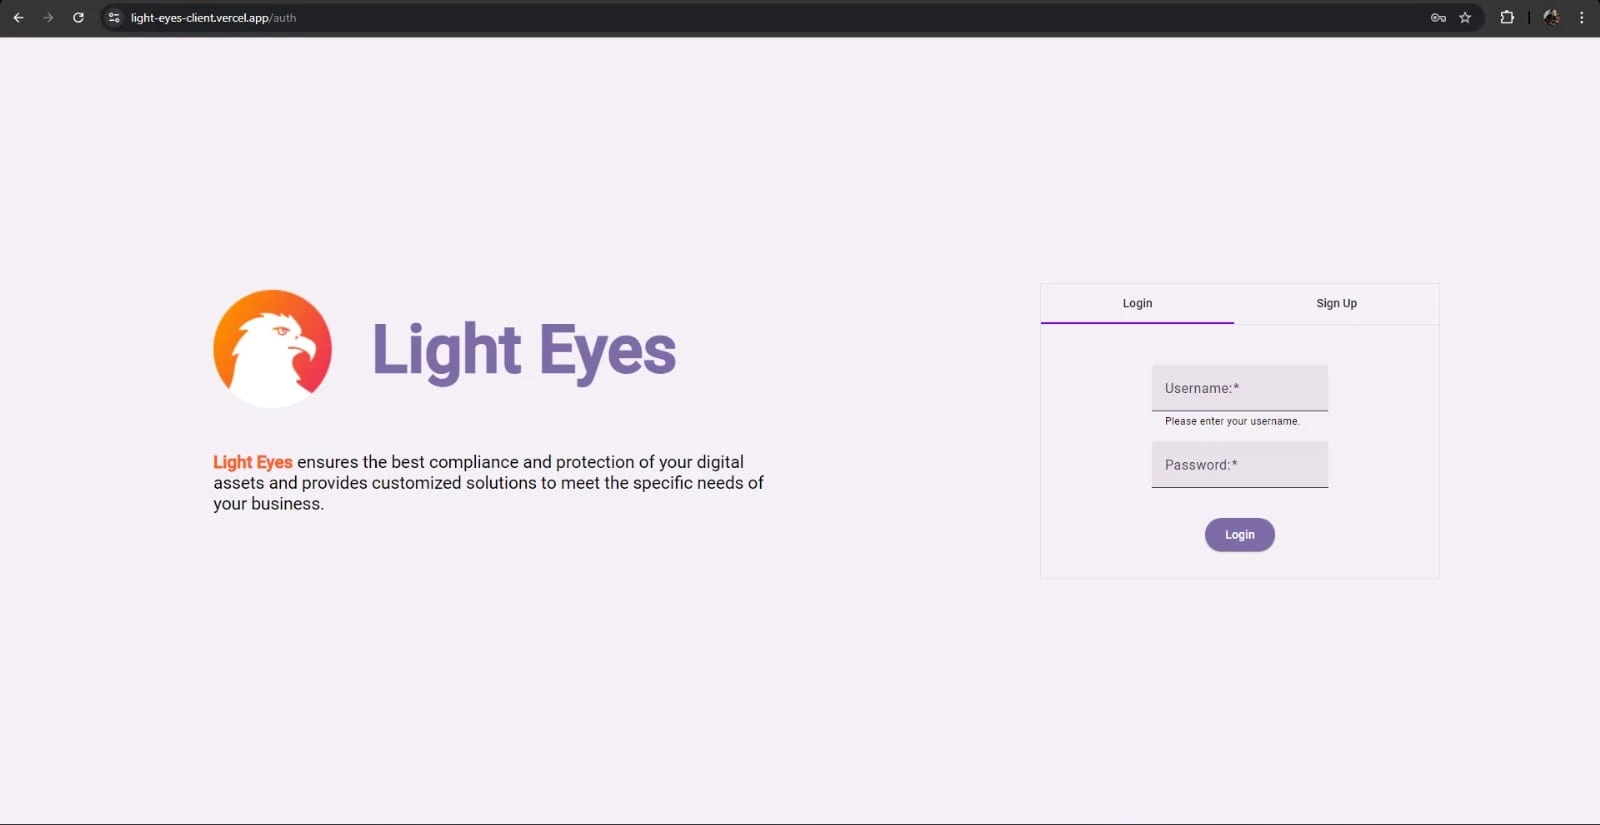 light-eyes-client.vercel.app/auth
Light Eyes
Light Eyes ensures the best compliance and protection of your digital
assets and provides customized solutions to meet the specific needs of
your business.
Login
Sign Up
Username:*
Please enter your username.
Password:*
Login